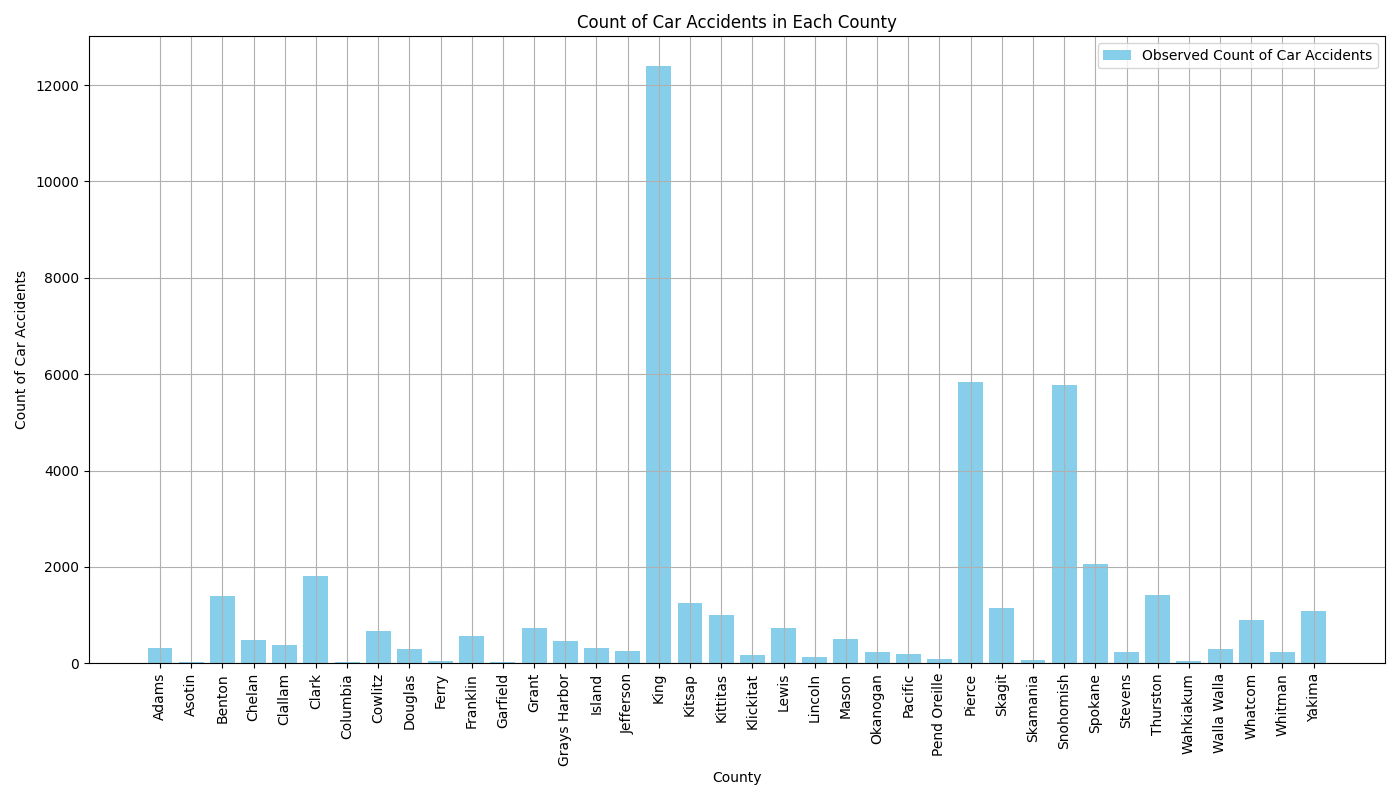 Count of Car Accidents in Each County
Observed Count of Car Accidents
Count of Car Accidents
12000
10000
8000
6000
4000
2000
0
Adams
Asotin
Benton
Chelan
Clallam
Clark
Columbia
Cowlitz
Douglas
Ferry
Franklin
Garfield
Grant
Grays Harbor
Island
Jefferson
King
Kitsap
Kittitas
Klickitat
Lewis
Lincoln
Mason
Okanogan
Pacific
Pend Oreille
Pierce
Skagit
Skamania
Snohomish
Spokane
Stevens
Thurston
Wahkiakum
Walla Walla
Whatcom
Whitman
Yakima
County